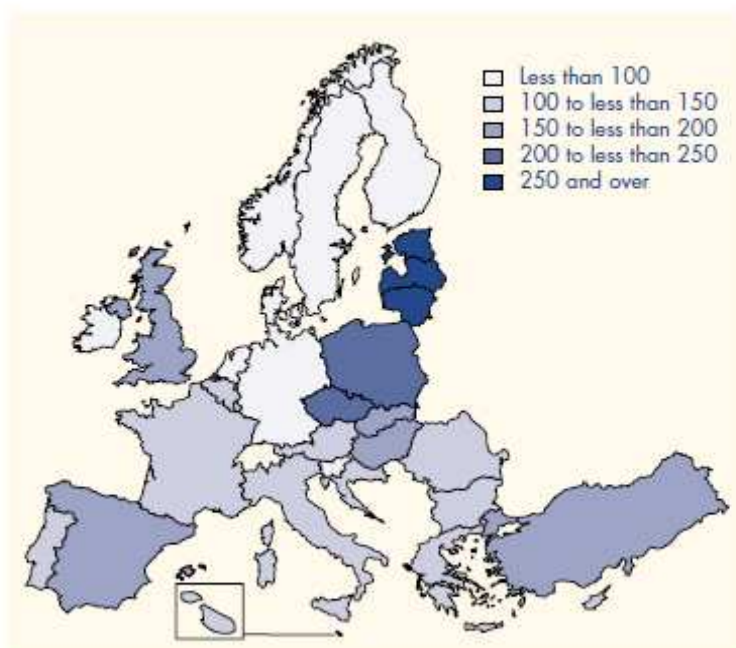 Less than 100
100 to less than 150
150 to less than 200
200 to less than 250
250 and over